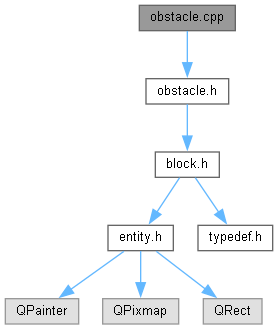 obstacle.cpp
obstacle.h
block.h
entity.h
typedef.h
QPainter
QPixmap
QRect